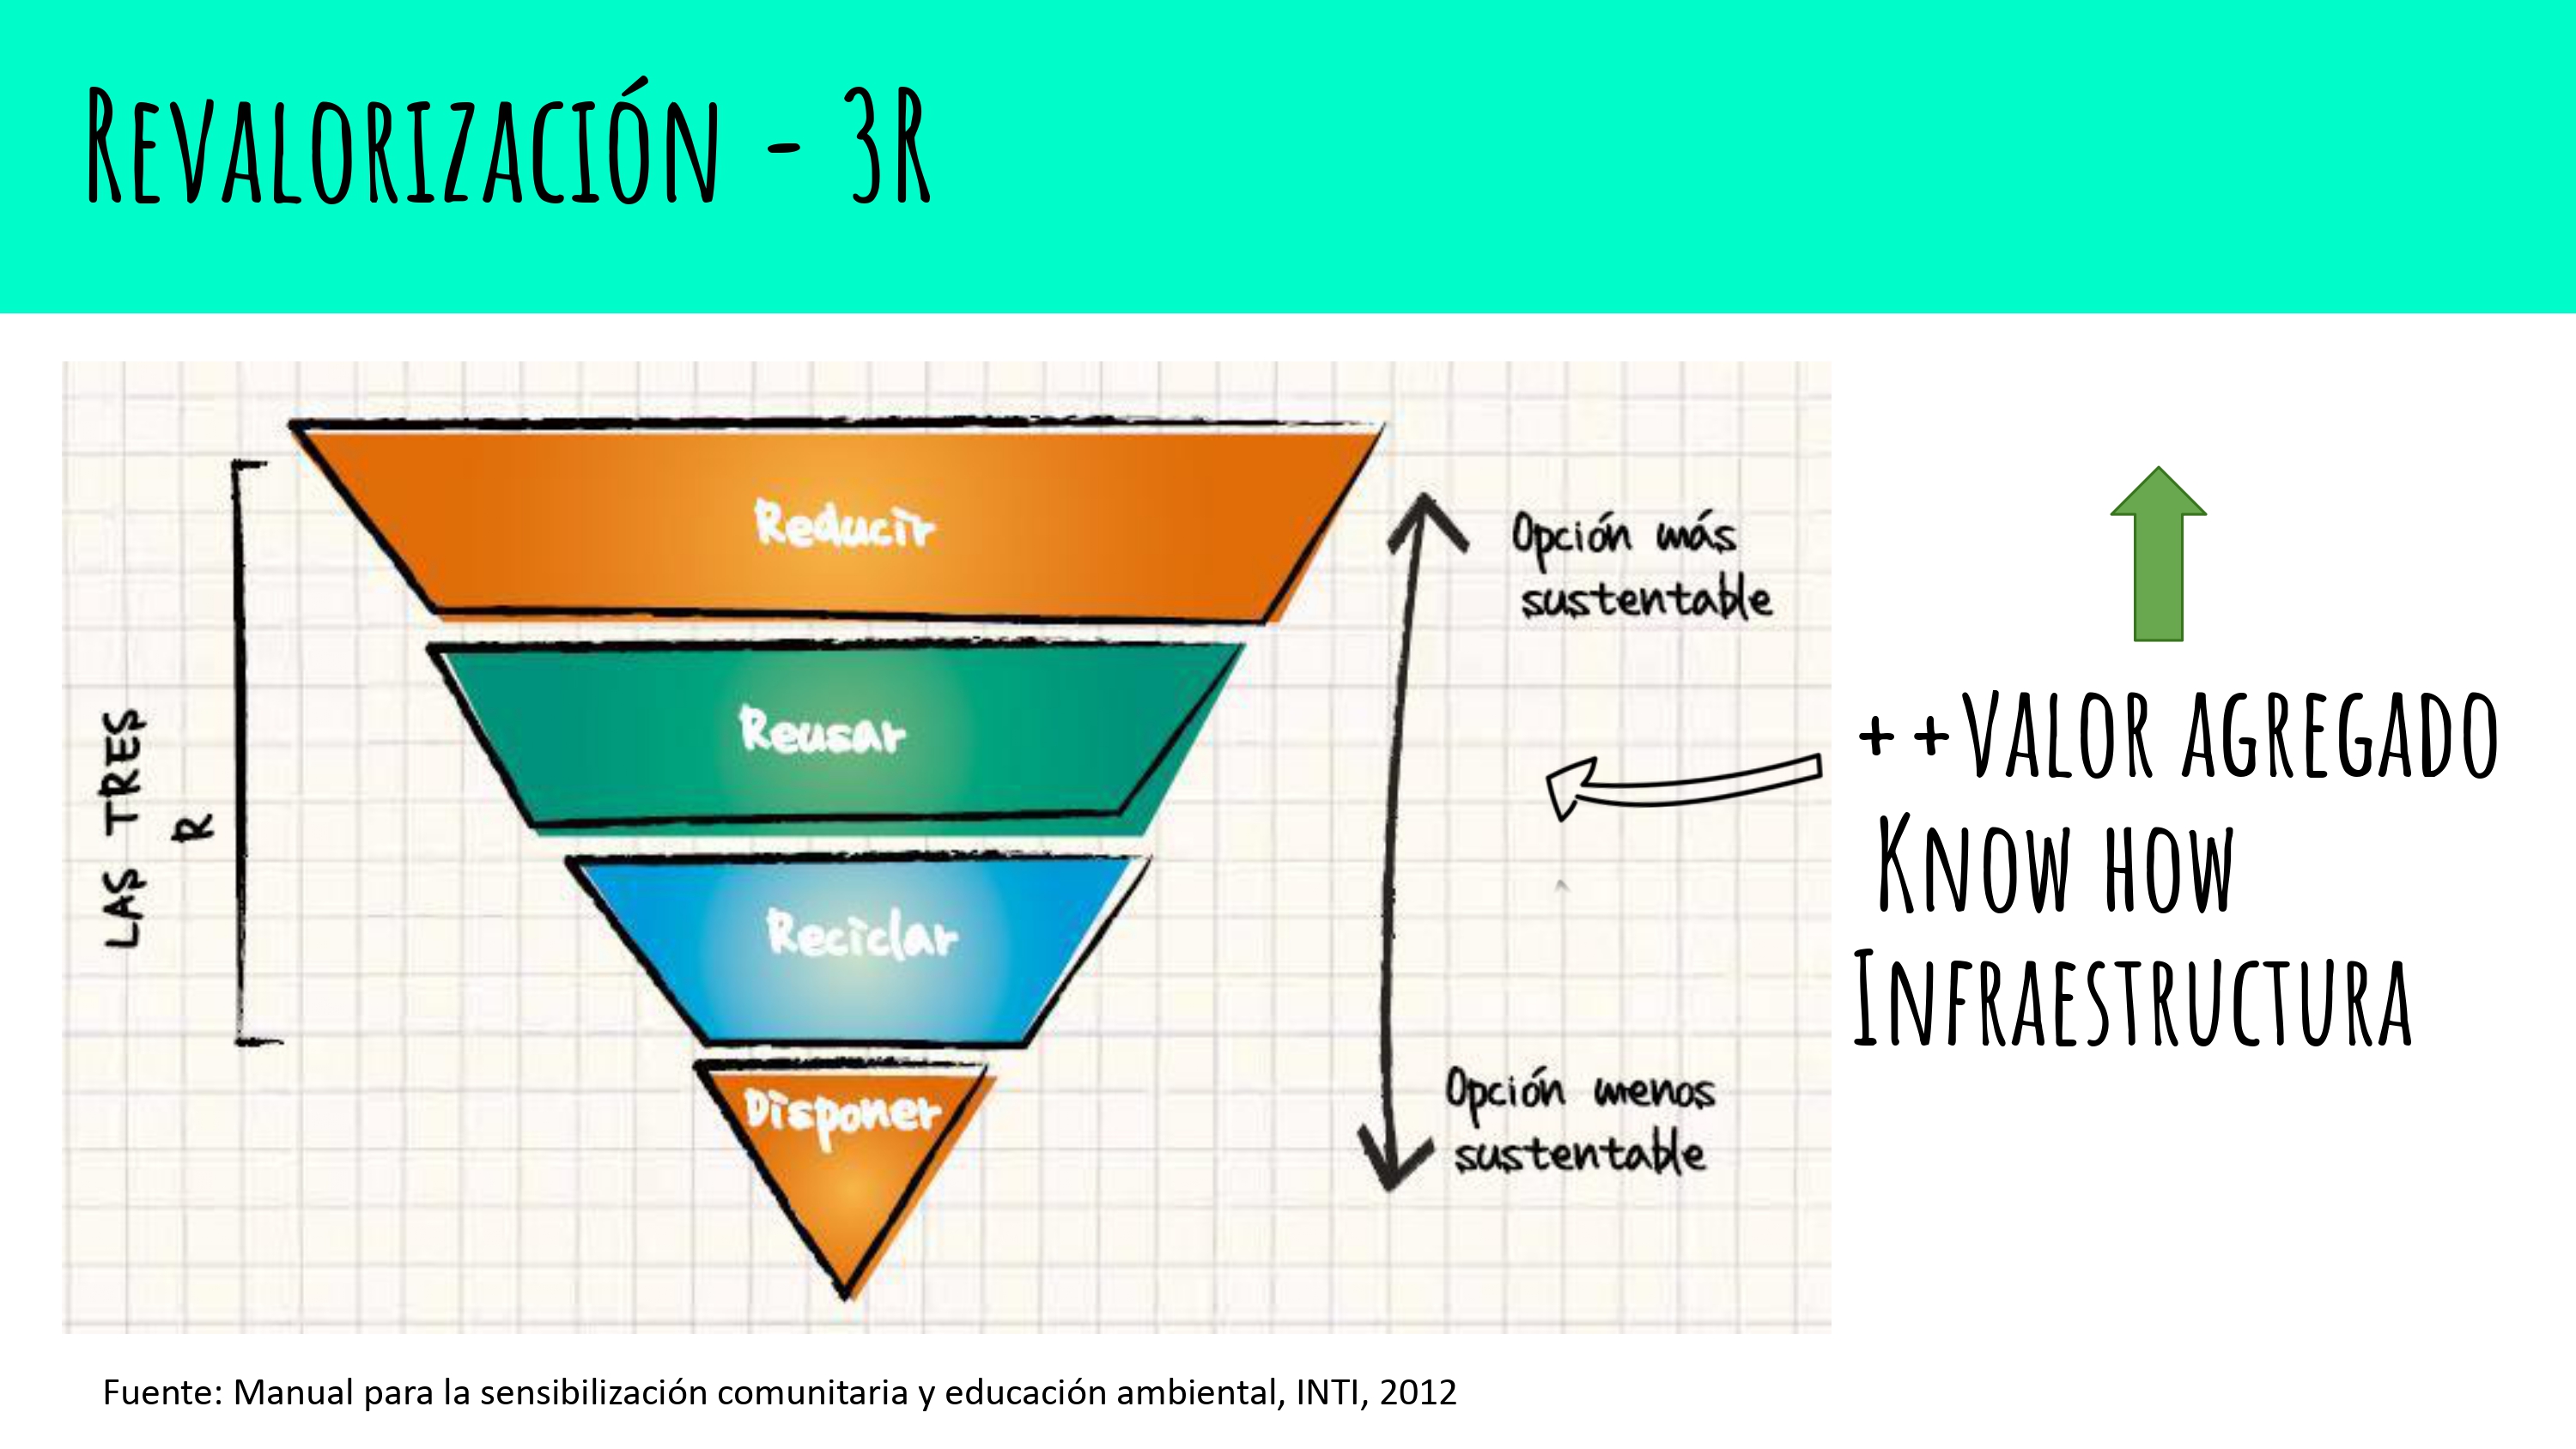 Revalorización - 3R
LAS TRES
R
Reducir
Reusar
Reciclar
Disponer
Opción más
sustentable
Opción menos
sustentable
++valor agregado
Know how
Infraestructura
Fuente: Manual para la sensibilización comunitaria y educación ambiental, INTI, 2012